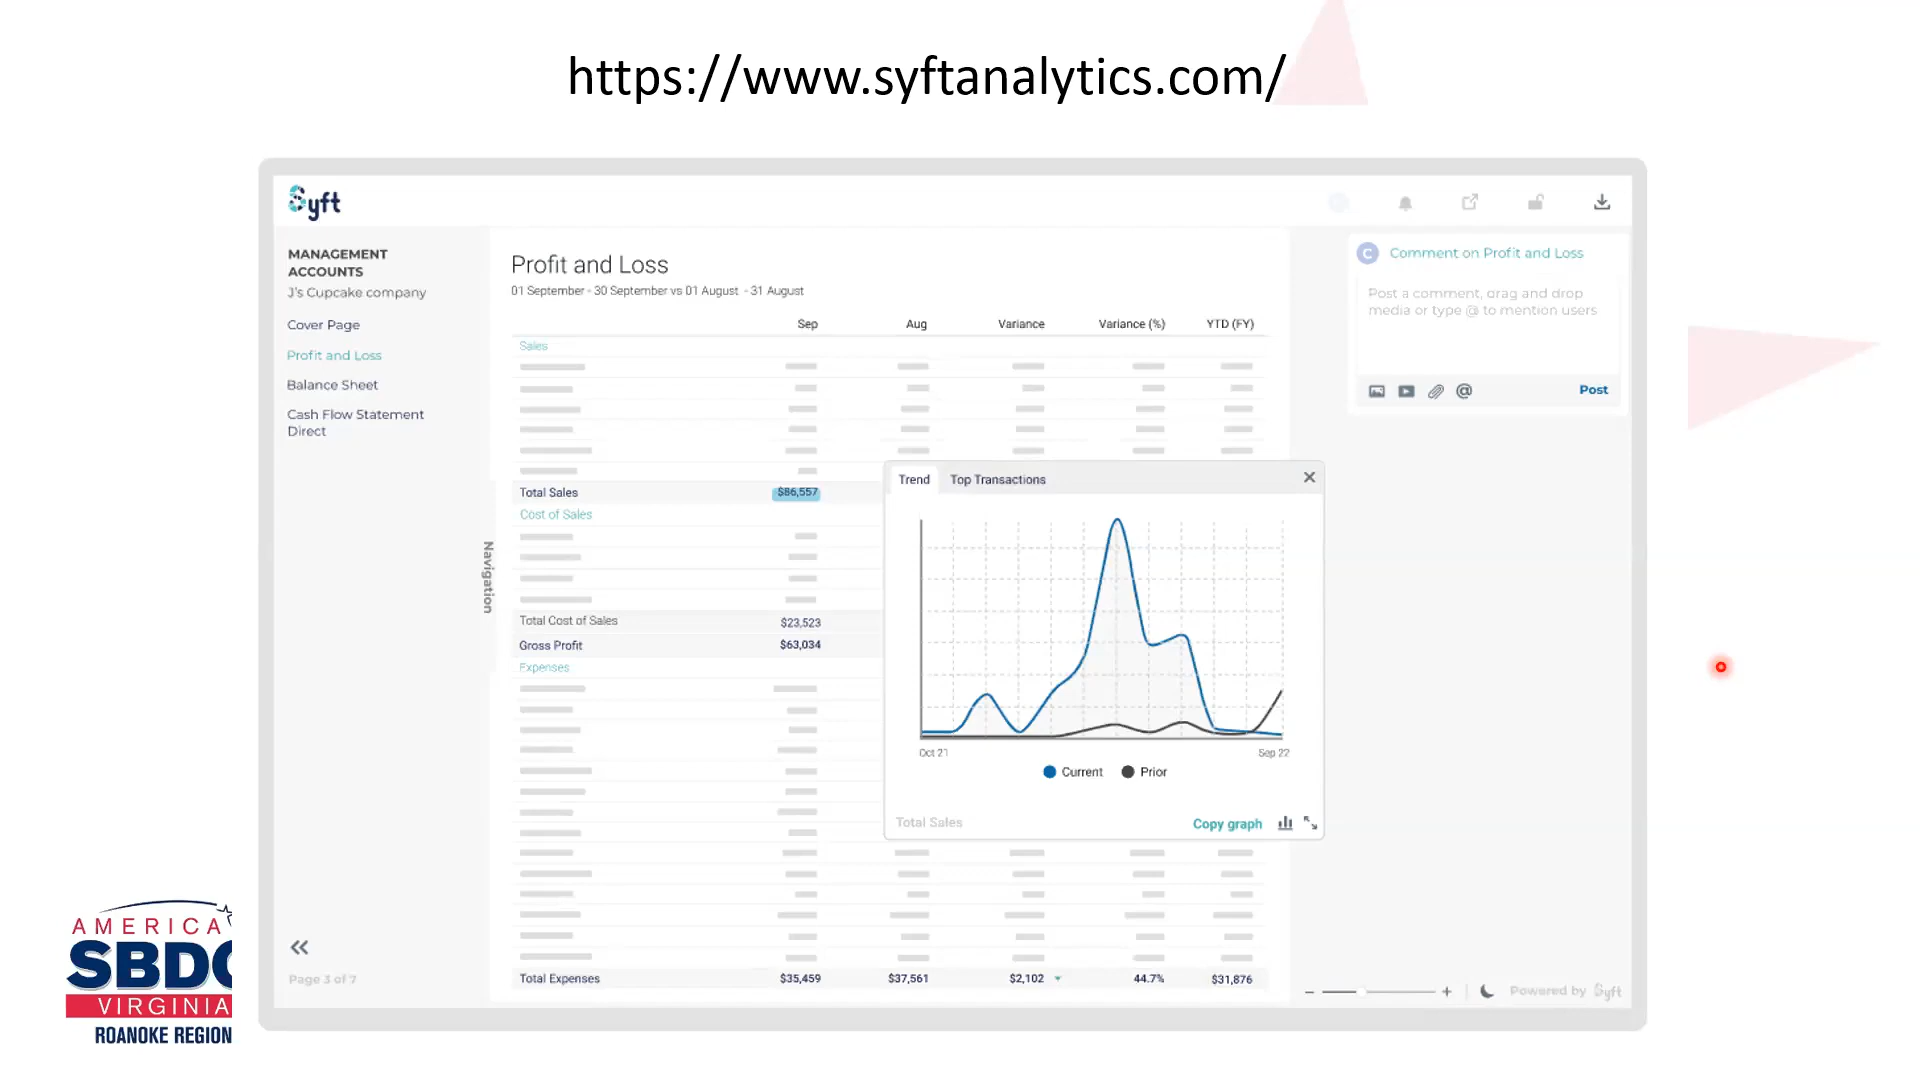 https://www.syftanalytics.com/
Syft
MANAGEMENT
ACCOUNTS
J's Cupcake company
Cover Page
Profit and Loss
Balance Sheet
Cash Flow Statement
Direct
Navigation
Profit and Loss
01 September - 30 September vs 01 August - 31 August
Sep Aug Variance Variance (%) YTD (FY)
Sales
Total Sales $86,557
Cost of Sales
Total Cost of Sales $23,523
Gross Profit $63,034
Expenses
Total Expenses $35,459 $37,561 $2,102 44.7% $31,876
Trend Top Transactions
Oct 21 Sep 22
Current Prior
Total Sales Copy graph
C Comment on Profit and Loss
Post a comment, drag and drop
media or type @ to mention users
@ Post
Page 3 of 7
Powered by Syft
AMERICA
SBDC
VIRGINIA
ROANOKE REGION